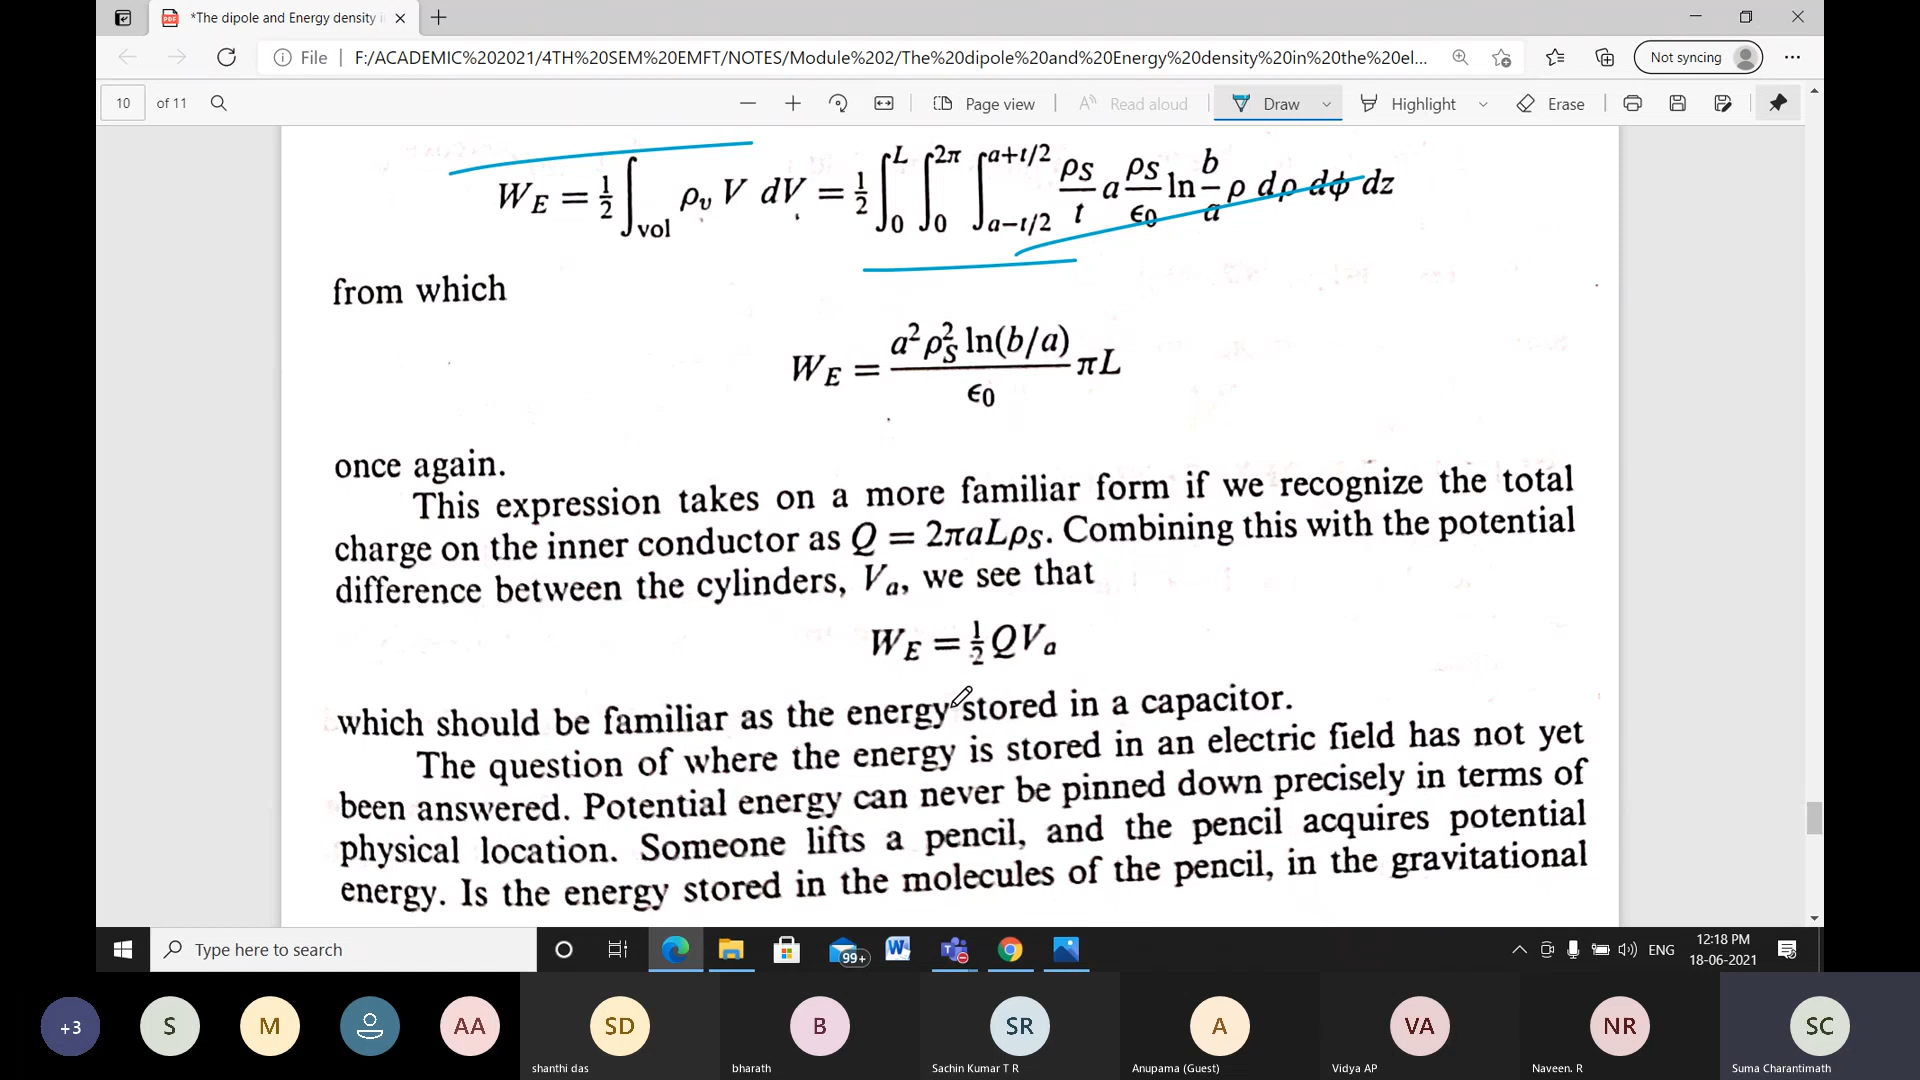 *The dipole and Energy density i
File F:/ACADEMIC%202021/4TH%20SEM%20EMFT/NOTES/Module%202/The%20dipole%20and%20Energy%20density%20in%20the%20el... Not syncing
10 of 11 Page view Read aloud Draw Highlight Erase
W_E = 1/2 ∫_vol ρ_v V dV = 1/2 ∫_0^L ∫_0^2π ∫_a−t/2^a+t/2 ρ_S/t a ρ_S/ϵ_0 ln b/a ρ dρ dϕ dz
from which
W_E = a² ρ_S² ln(b/a) / ϵ_0 πL
once again.
This expression takes on a more familiar form if we recognize the total
charge on the inner conductor as Q = 2πaLρ_S. Combining this with the potential
difference between the cylinders, V_a, we see that
W_E = 1/2 QV_a
which should be familiar as the energy stored in a capacitor.
The question of where the energy is stored in an electric field has not yet
been answered. Potential energy can never be pinned down precisely in terms of
physical location. Someone lifts a pencil, and the pencil acquires potential
energy. Is the energy stored in the molecules of the pencil, in the gravitational
Type here to search 99+ ENG 12:18 PM
18-06-2021
+3 S M AA SD B SR A VA NR SC
shanthi das bharath Sachin Kumar T R Anupama (Guest) Vidya AP Naveen. R Suma Charantimath